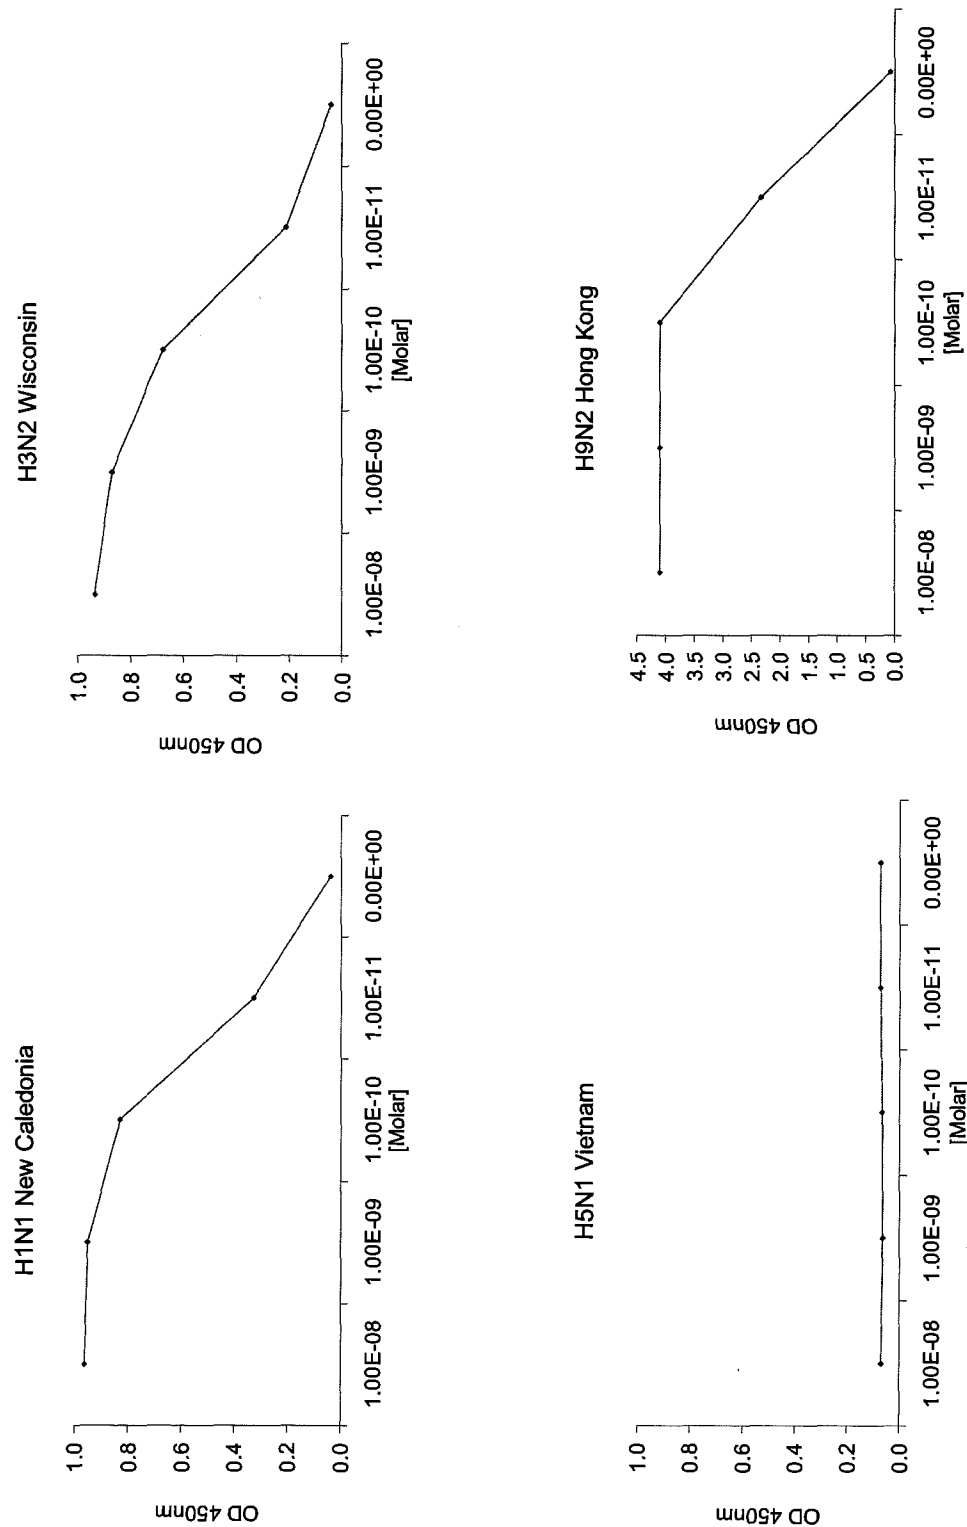 H1N1 New Caledonia
OD 450nm
1.0
0.8
0.6
0.4
0.2
0.0
1.00E-08 1.00E-09 1.00E-10 1.00E-11 0.00E+00
[Molar]
H3N2 Wisconsin
OD 450nm
1.0
0.8
0.6
0.4
0.2
0.0
1.00E-08 1.00E-09 1.00E-10 1.00E-11 0.00E+00
[Molar]
H5N1 Vietnam
OD 450nm
1.0
0.8
0.6
0.4
0.2
0.0
1.00E-08 1.00E-09 1.00E-10 1.00E-11 0.00E+00
[Molar]
H9N2 Hong Kong
OD 450nm
4.5
4.0
3.5
3.0
2.5
2.0
1.5
1.0
0.5
0.0
1.00E-08 1.00E-09 1.00E-10 1.00E-11 0.00E+00
[Molar]